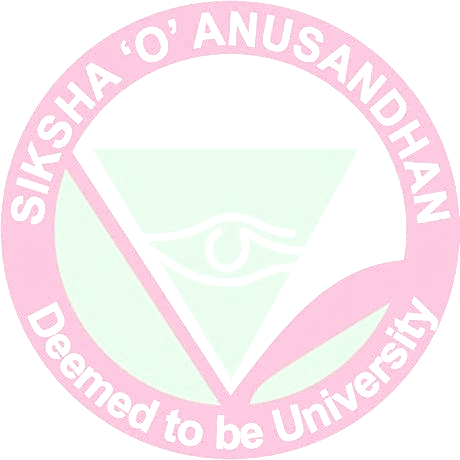 SIKSHA ‘O’ ANUSANDHAN
Deemed to be University